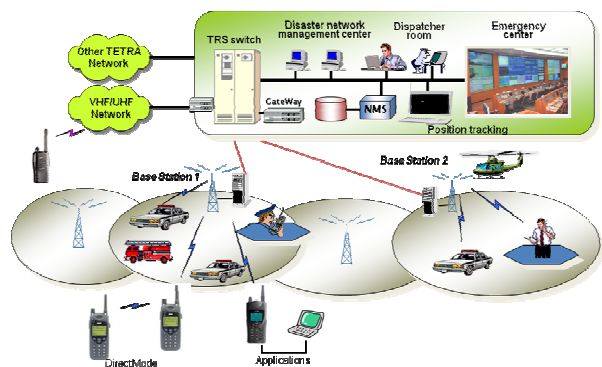 Other TETRA
Network
VHF/UHF
Network
TRS switch
Disaster network
management center
Dispatcher
room
Emergency
center
GateWay
NMS
Position tracking
Base Station 1
Base Station 2
DirectMode
Applications